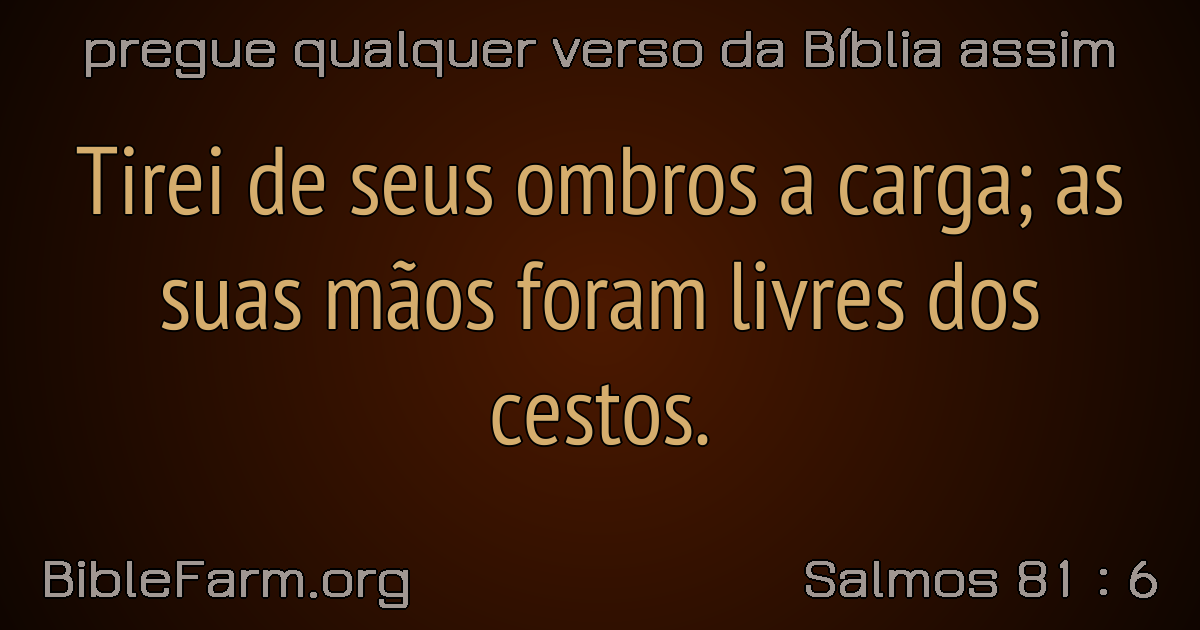 pregue qualquer verso da Bíblia assim
Tirei de seus ombros a carga; as
suas mãos foram livres dos
cestos.
BibleFarm.org
Salmos 81 : 6